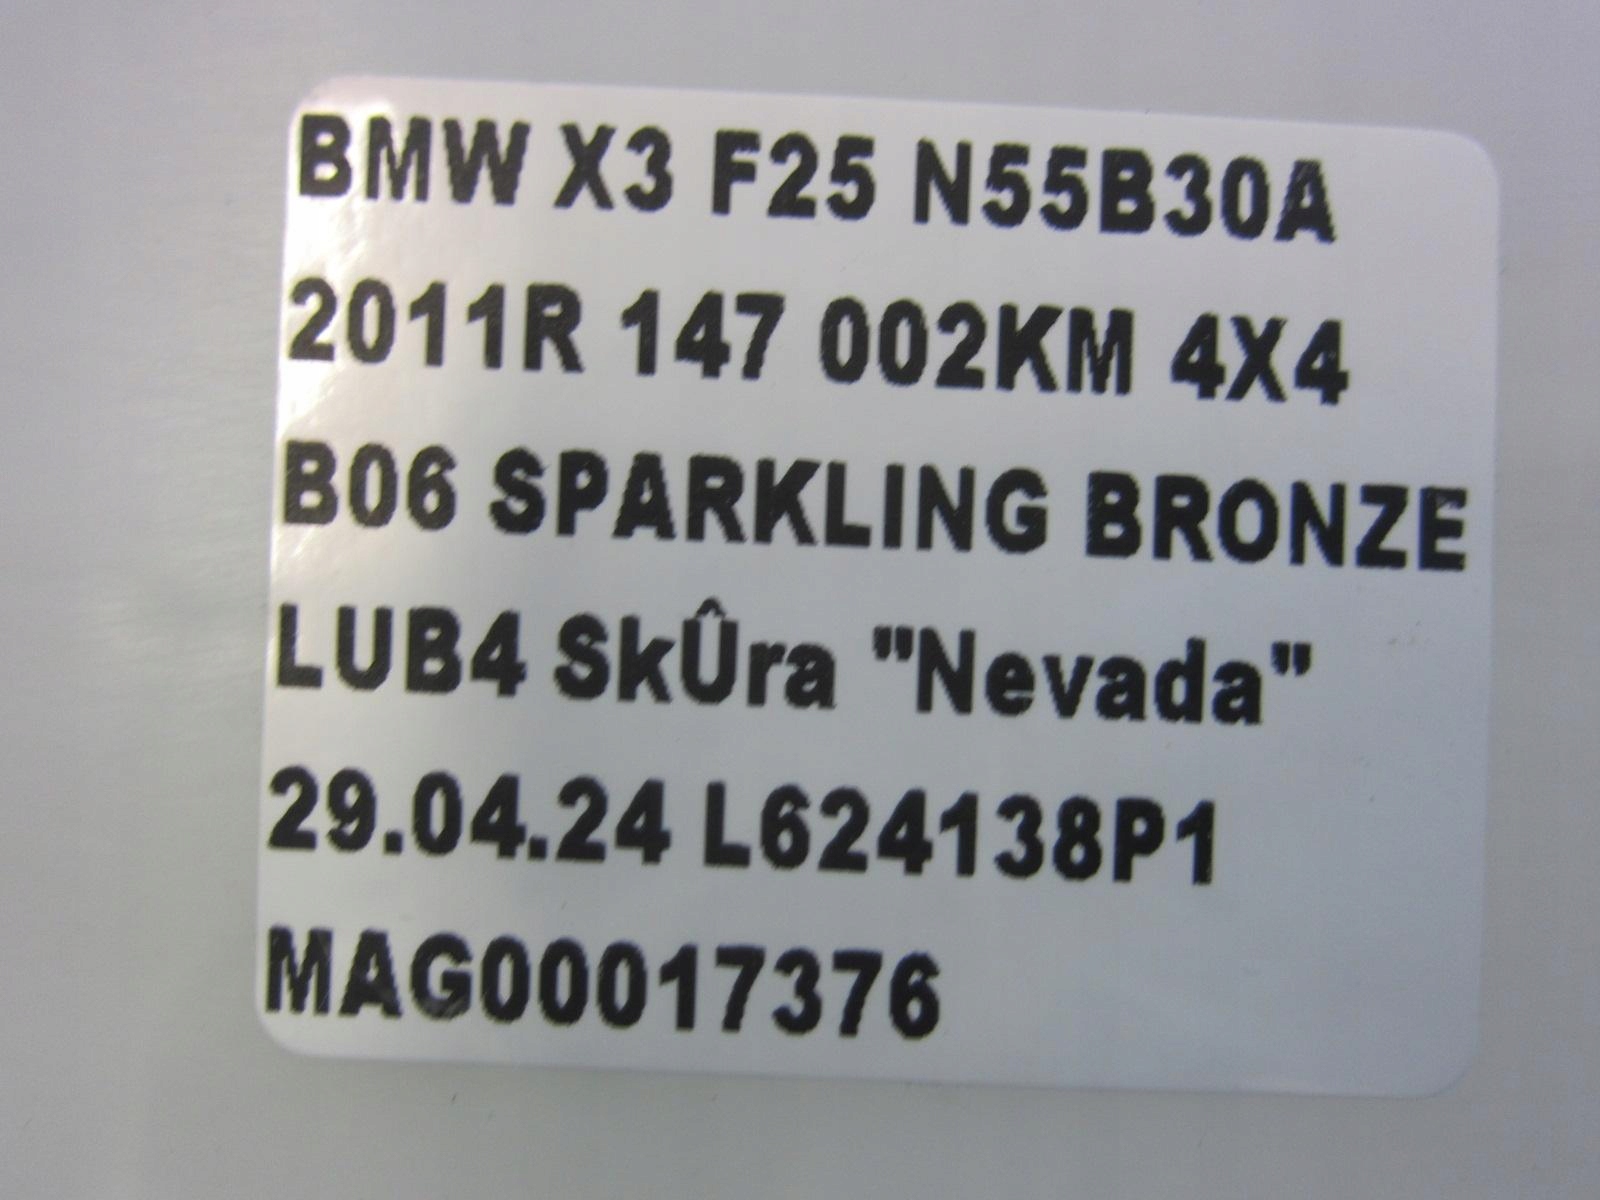 BMW X3 F25 N55B30A
2011R 147 002KM 4X4
B06 SPARKLING BRONZE
LUB4 SkÛra "Nevada"
29.04.24 L624138P1
MAG00017376